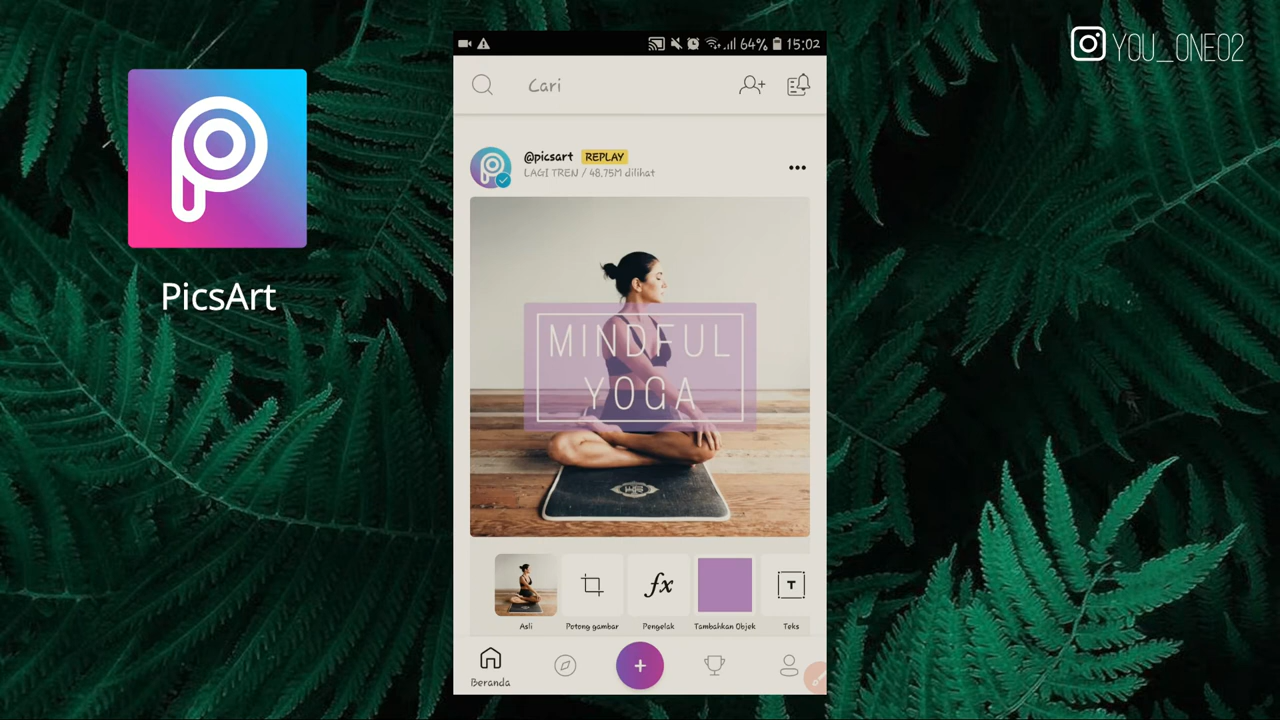 YOU_ONE02
64% 15:02
Cari
@picsart REPLAY
LAGI TREN / 48.75M dilihat
MINDFUL
YOGA
PicsArt
fx
T
Asli
Potong gambar
Pengelak
Tambahkan Objek
Teks
+
Beranda